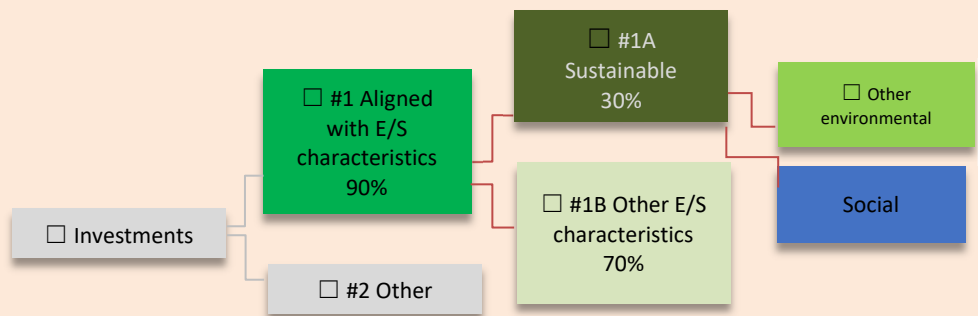 ☐ Investments
☐ #1 Aligned
with E/S
characteristics
90%
☐ #2 Other
☐ #1A
Sustainable
30%
☐ #1B Other E/S
characteristics
70%
☐ Other
environmental
Social